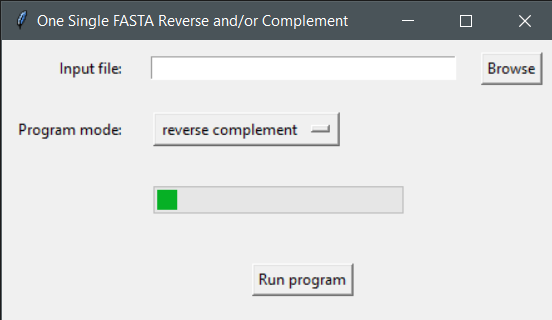 One Single FASTA Reverse and/or Complement
Input file:
Browse
Program mode:
reverse complement
Run program